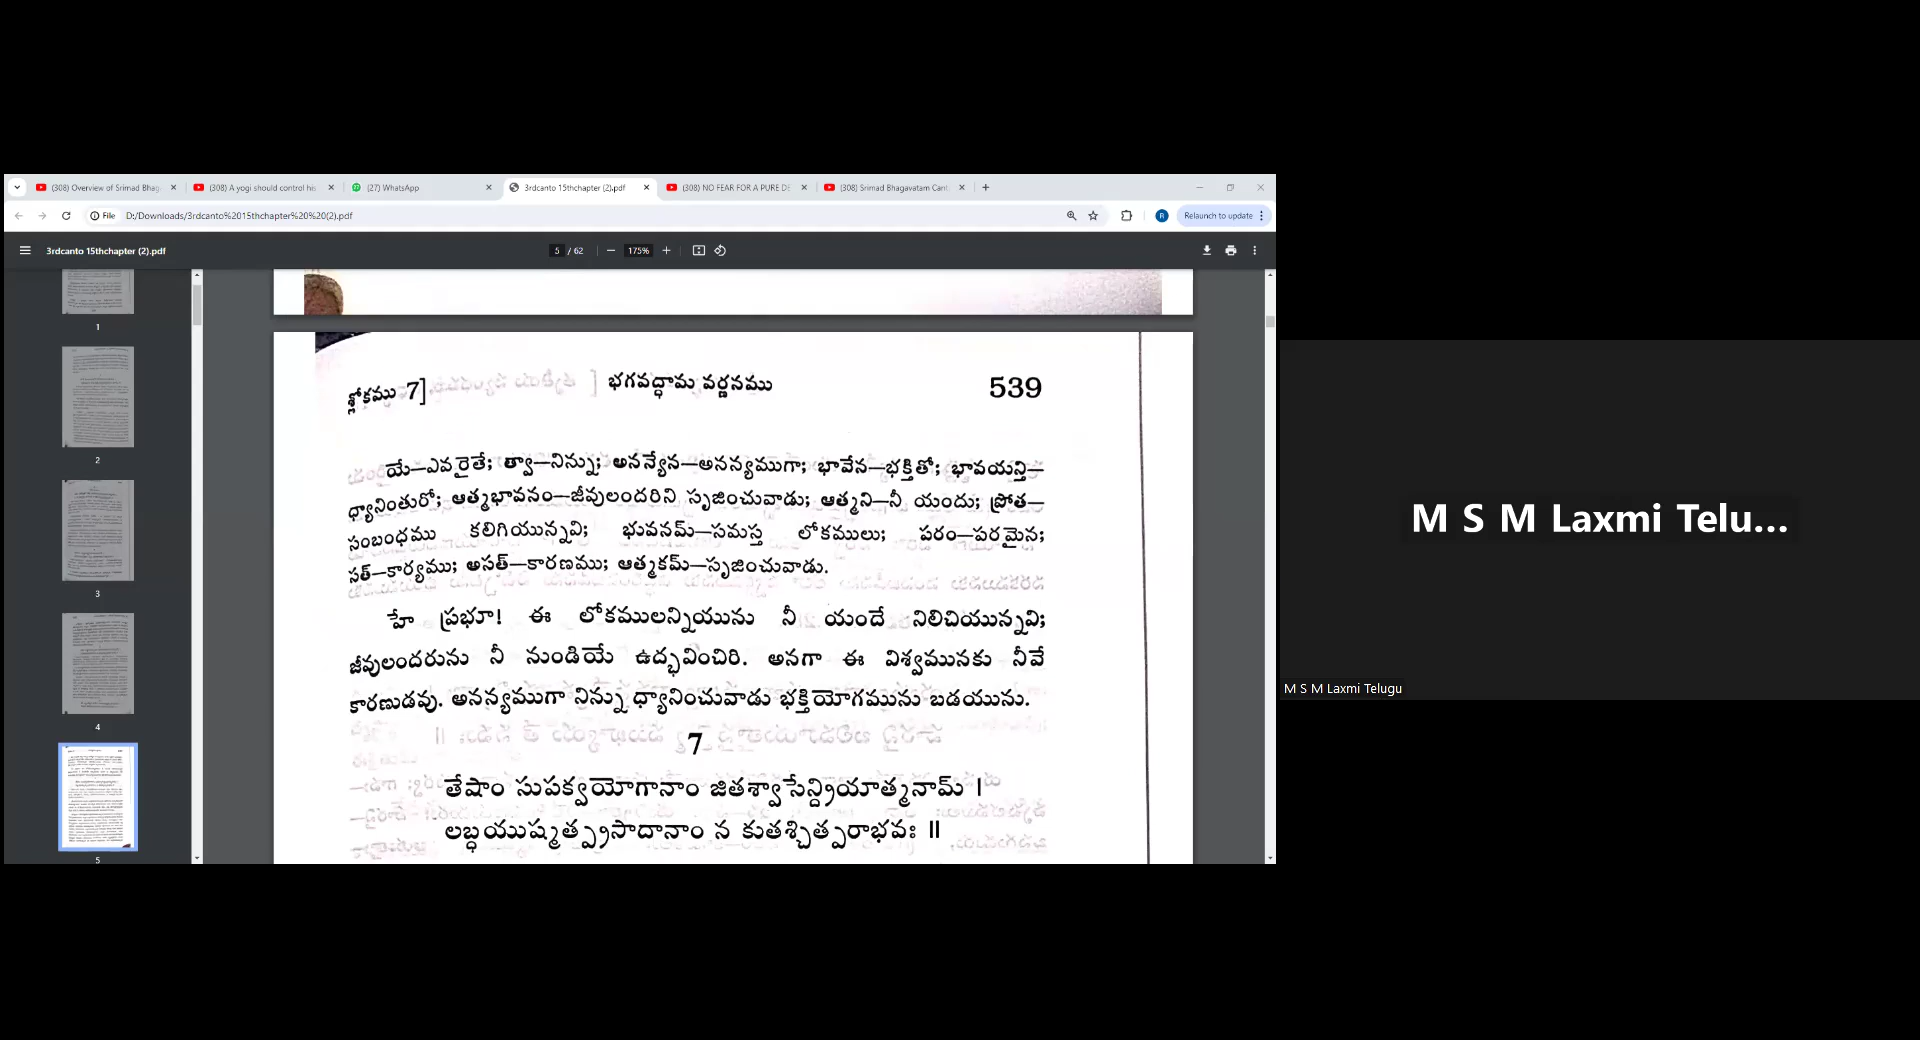 (308) Overview of Srimad Bhag
(308) A yogi should control his
(27) WhatsApp
3rdcanto 15thchapter (2).pdf
(308) NO FEAR FOR A PURE DE
(308) Srimad Bhagavatam Cant
File D:/Downloads/3rdcanto%2015thchapter%20%20(2).pdf
R Relaunch to update
3rdcanto 15thchapter (2).pdf
5 / 62
175%
1
2
3
4
5
శ్లోకము 7] భగవద్ధామ వర్ణనము 539
యే—ఎవరైతే; త్వా—నిన్ను; అనన్యేన—అనన్యముగా; భావేన—భక్తితో; భావయన్తి—
ధ్యానింతురో; ఆత్మభావనం—జీవులందరిని సృజించువాడు; ఆత్మని—నీ యందు; ప్రోత—
సంబంధము కలిగియున్నవి; భువనమ్—సమస్త లోకములు; పరం—పరమైన;
సత్—కార్యము; అసత్—కారణము; ఆత్మకమ్—సృజించువాడు.
హే ప్రభూ! ఈ లోకములన్నియును నీ యందే నిలిచియున్నవి;
జీవులందరును నీ నుండియే ఉద్భవించిరి. అనగా ఈ విశ్వమునకు నీవే
కారణుడవు. అనన్యముగా నిన్ను ధ్యానించువాడు భక్తియోగమును బడయును.
7
తేషాం సుపక్వయోగానాం జితశ్వాసేన్ద్రియాత్మనామ్ ।
లబ్ధయుష్మత్ప్రసాదానాం న కుతశ్చిత్పరాభవః ॥
M S M Laxmi Telu...
M S M Laxmi Telugu